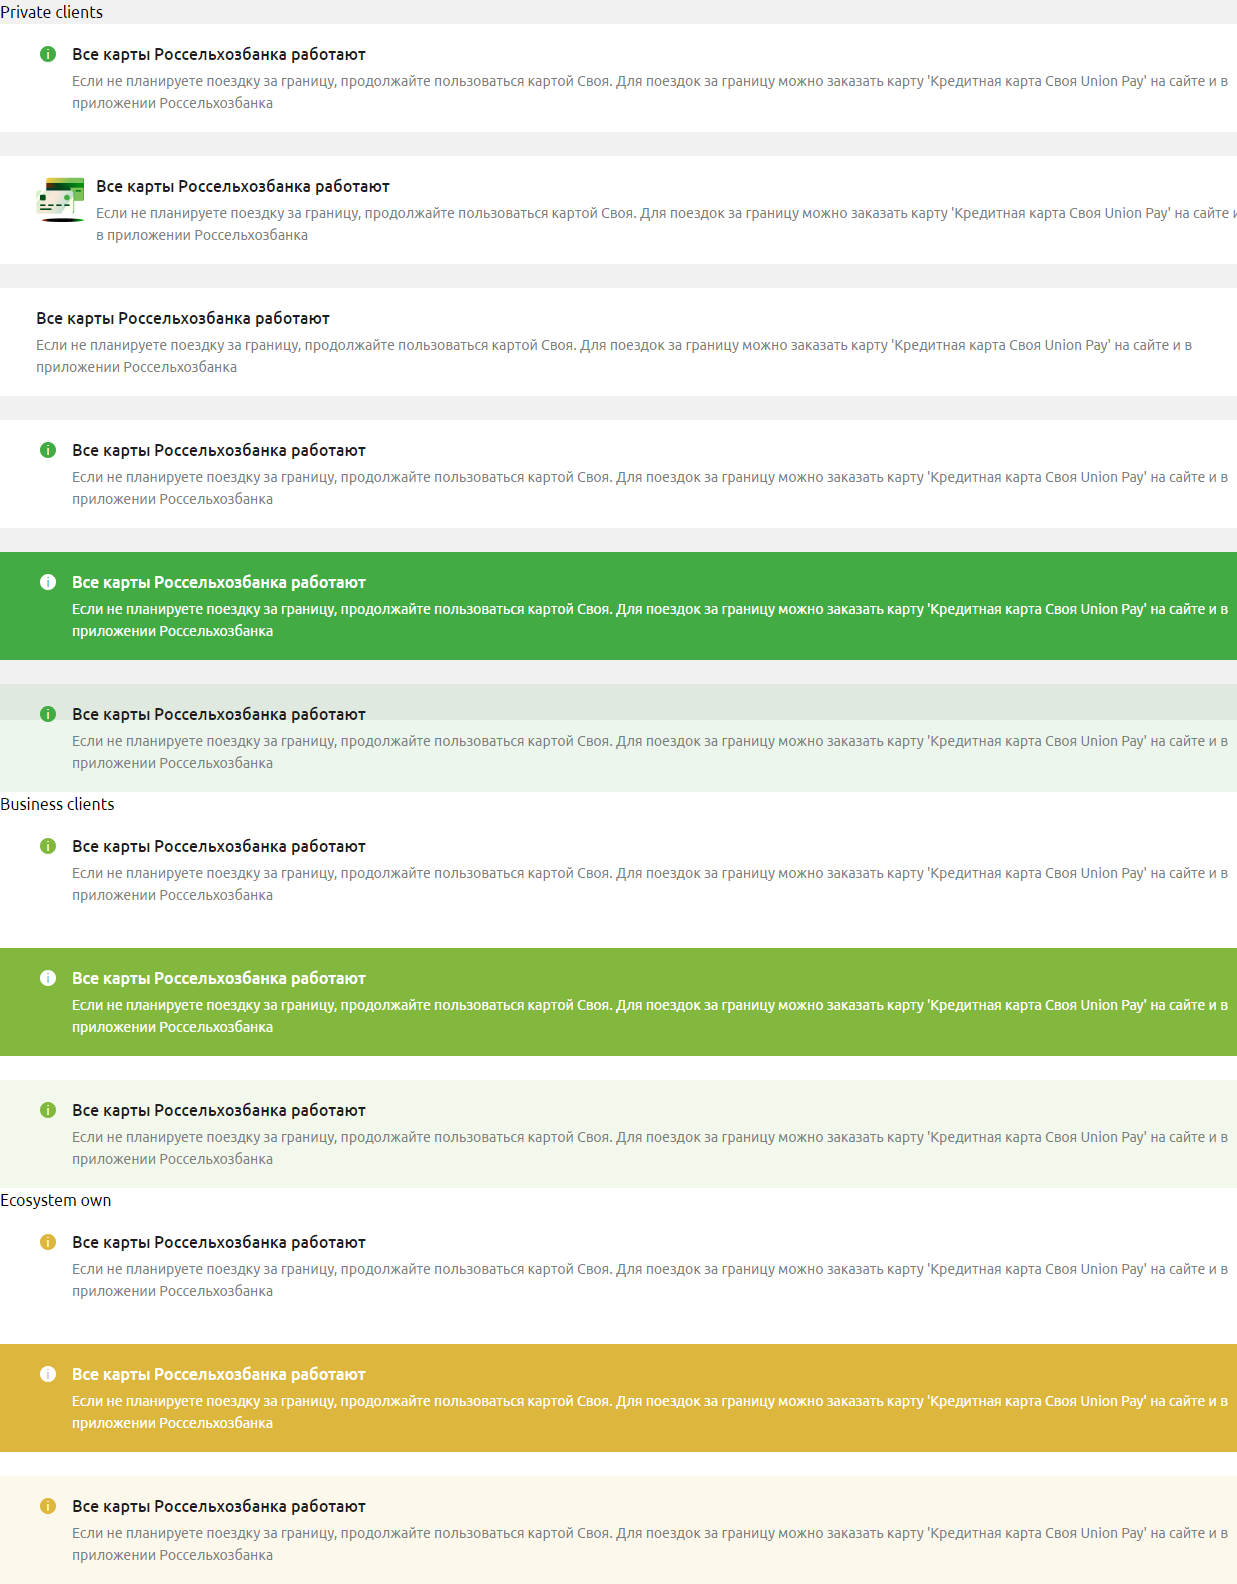 Private clients
Все карты Россельхозбанка работают
Если не планируете поездку за границу, продолжайте пользоваться картой Своя. Для поездок за границу можно заказать карту 'Кредитная карта Своя Union Pay' на сайте и в
приложении Россельхозбанка
Все карты Россельхозбанка работают
Если не планируете поездку за границу, продолжайте пользоваться картой Своя. Для поездок за границу можно заказать карту 'Кредитная карта Своя Union Pay' на сайте и
в приложении Россельхозбанка
Все карты Россельхозбанка работают
Если не планируете поездку за границу, продолжайте пользоваться картой Своя. Для поездок за границу можно заказать карту 'Кредитная карта Своя Union Pay' на сайте и в
приложении Россельхозбанка
Все карты Россельхозбанка работают
Если не планируете поездку за границу, продолжайте пользоваться картой Своя. Для поездок за границу можно заказать карту 'Кредитная карта Своя Union Pay' на сайте и в
приложении Россельхозбанка
Все карты Россельхозбанка работают
Если не планируете поездку за границу, продолжайте пользоваться картой Своя. Для поездок за границу можно заказать карту 'Кредитная карта Своя Union Pay' на сайте и в
приложении Россельхозбанка
Все карты Россельхозбанка работают
Если не планируете поездку за границу, продолжайте пользоваться картой Своя. Для поездок за границу можно заказать карту 'Кредитная карта Своя Union Pay' на сайте и в
приложении Россельхозбанка
Business clients
Все карты Россельхозбанка работают
Если не планируете поездку за границу, продолжайте пользоваться картой Своя. Для поездок за границу можно заказать карту 'Кредитная карта Своя Union Pay' на сайте и в
приложении Россельхозбанка
Все карты Россельхозбанка работают
Если не планируете поездку за границу, продолжайте пользоваться картой Своя. Для поездок за границу можно заказать карту 'Кредитная карта Своя Union Pay' на сайте и в
приложении Россельхозбанка
Все карты Россельхозбанка работают
Если не планируете поездку за границу, продолжайте пользоваться картой Своя. Для поездок за границу можно заказать карту 'Кредитная карта Своя Union Pay' на сайте и в
приложении Россельхозбанка
Ecosystem own
Все карты Россельхозбанка работают
Если не планируете поездку за границу, продолжайте пользоваться картой Своя. Для поездок за границу можно заказать карту 'Кредитная карта Своя Union Pay' на сайте и в
приложении Россельхозбанка
Все карты Россельхозбанка работают
Если не планируете поездку за границу, продолжайте пользоваться картой Своя. Для поездок за границу можно заказать карту 'Кредитная карта Своя Union Pay' на сайте и в
приложении Россельхозбанка
Все карты Россельхозбанка работают
Если не планируете поездку за границу, продолжайте пользоваться картой Своя. Для поездок за границу можно заказать карту 'Кредитная карта Своя Union Pay' на сайте и в
приложении Россельхозбанка